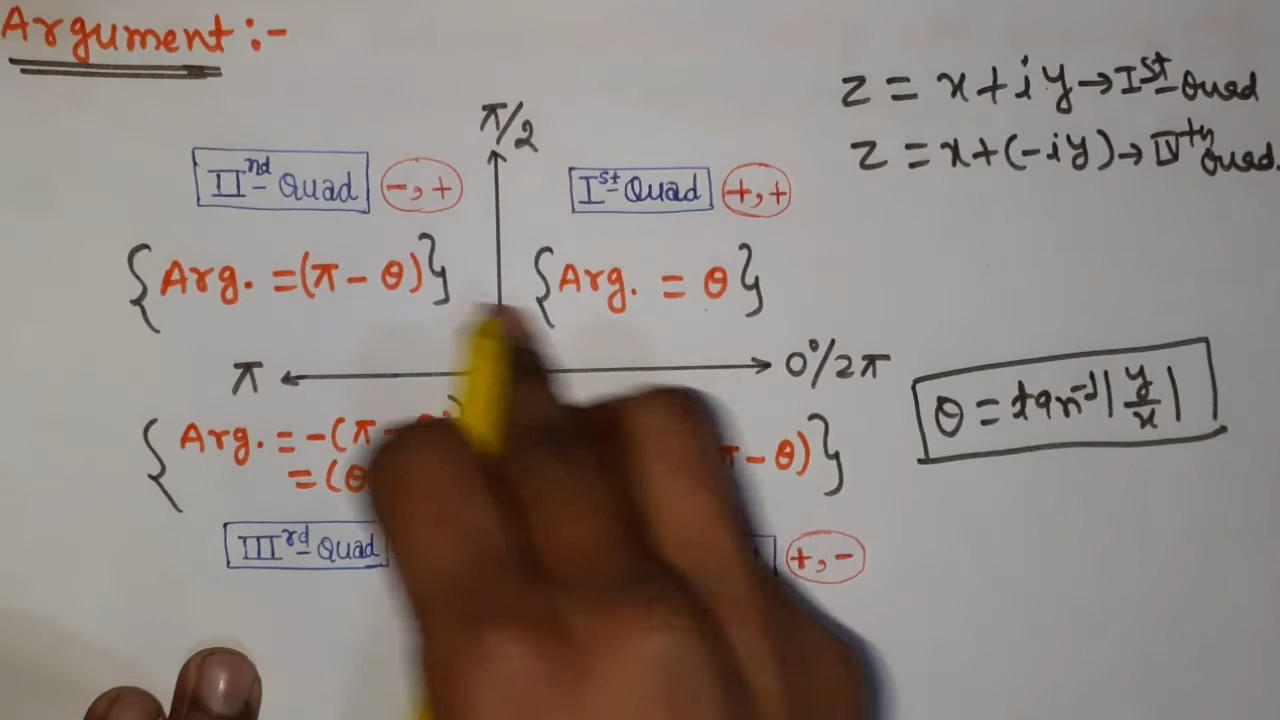 Argument:-
z = x+iy→Ist Quad
z = x+(-iy)→IVth Quad.
π/2
IInd Quad -,+
Ist Quad +,+
{Arg. =(π-θ)}
{Arg. = θ}
π
0°/2π
θ = tan-1|y/x|
{Arg. = -(π-
= (θ
π-θ)}
IIIrd Quad
+,-